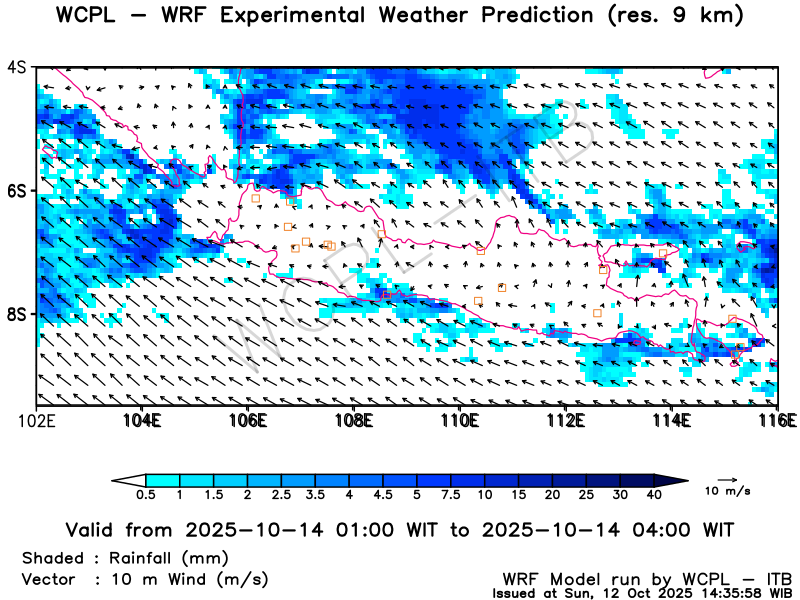 WCPL – WRF Experimental Weather Prediction (res. 9 km)
4S
6S
8S
WCPL-ITB
102E 104E 106E 108E 110E 112E 114E 116E
0.5 1 1.5 2 2.5 3.5 4 4.5 5 7.5 10 15 20 25 30 40
10 m/s
Valid from 2025-10-14 01:00 WIT to 2025-10-14 04:00 WIT
Shaded : Rainfall (mm)
Vector : 10 m Wind (m/s)
WRF Model run by WCPL – ITB
Issued at Sun, 12 Oct 2025 14:35:58 WIB